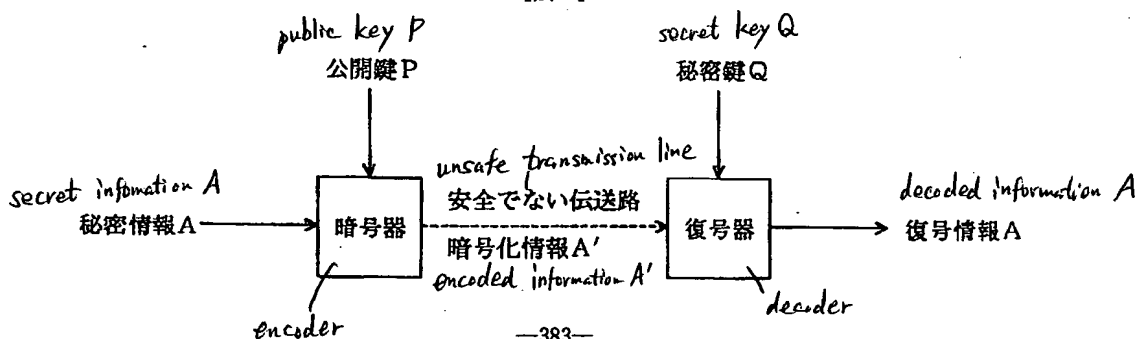 public key P
公開鍵P
secret key Q
秘密鍵Q
secret infomation A
秘密情報A
暗号器
encoder
unsafe transmission line
安全でない伝送路
暗号化情報A′
encoded information A′
復号器
decoder
decoded information A
復号情報A
—383—